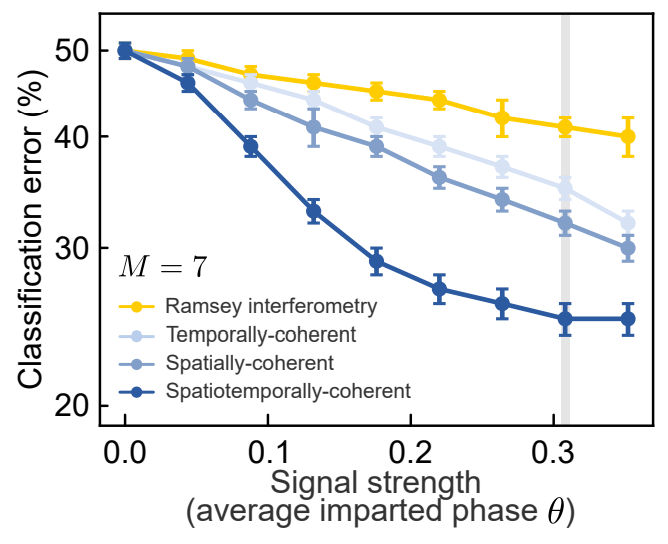 Classification error (%)
50
40
30
20
M = 7
Ramsey interferometry
Temporally-coherent
Spatially-coherent
Spatiotemporally-coherent
0.0 0.1 0.2 0.3
Signal strength
(average imparted phase θ)